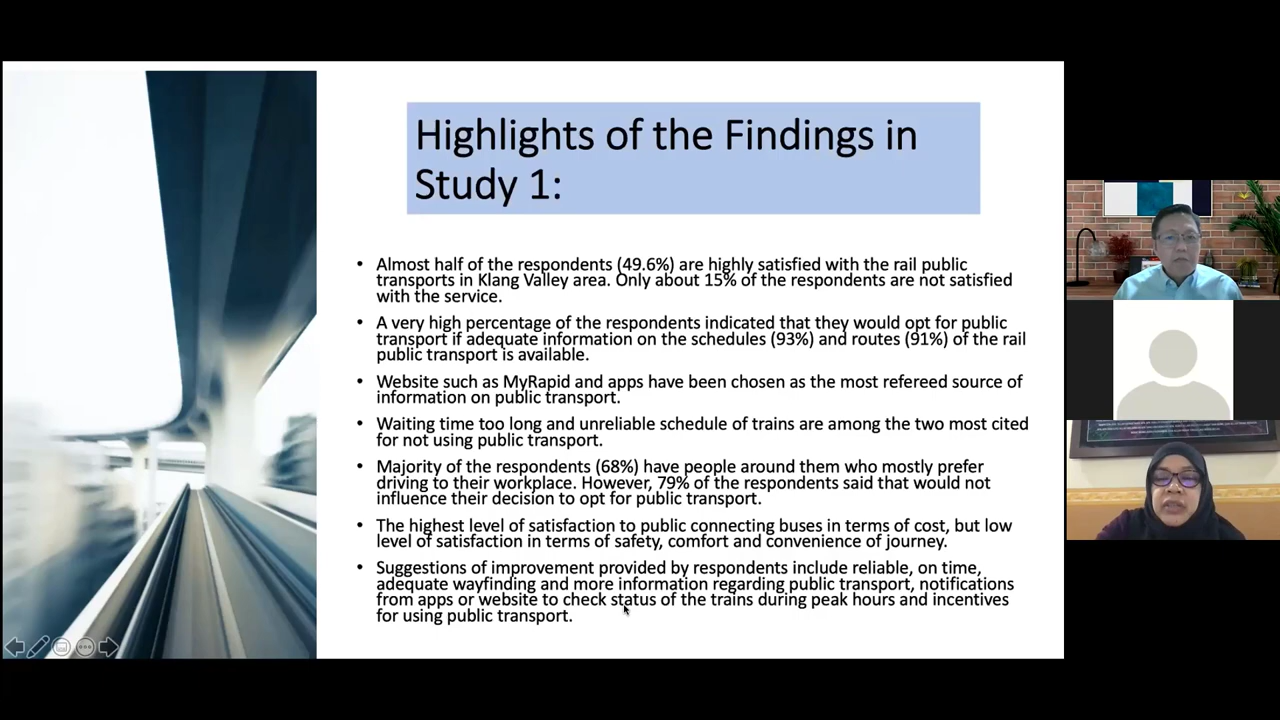 Highlights of the Findings in
Study 1:
• Almost half of the respondents (49.6%) are highly satisfied with the rail public
transports in Klang Valley area. Only about 15% of the respondents are not satisfied
with the service.
• A very high percentage of the respondents indicated that they would opt for public
transport if adequate information on the schedules (93%) and routes (91%) of the rail
public transport is available.
• Website such as MyRapid and apps have been chosen as the most refereed source of
information on public transport.
• Waiting time too long and unreliable schedule of trains are among the two most cited
for not using public transport.
• Majority of the respondents (68%) have people around them who mostly prefer
driving to their workplace. However, 79% of the respondents said that would not
influence their decision to opt for public transport.
• The highest level of satisfaction to public connecting buses in terms of cost, but low
level of satisfaction in terms of safety, comfort and convenience of journey.
• Suggestions of improvement provided by respondents include reliable, on time,
adequate wayfinding and more information regarding public transport, notifications
from apps or website to check status of the trains during peak hours and incentives
for using public transport.